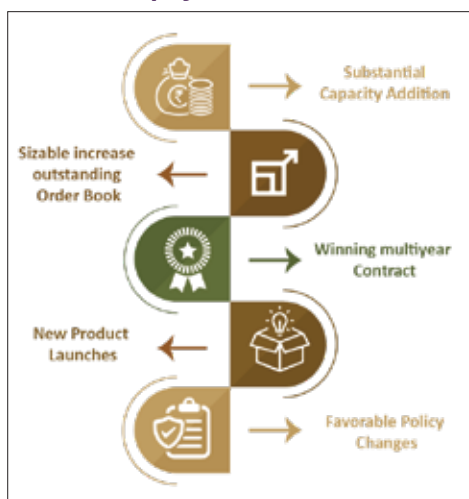 Substantial
Capacity Addition
Sizable increase
outstanding
Order Book
Winning multiyear
Contract
New Product
Launches
Favorable Policy
Changes